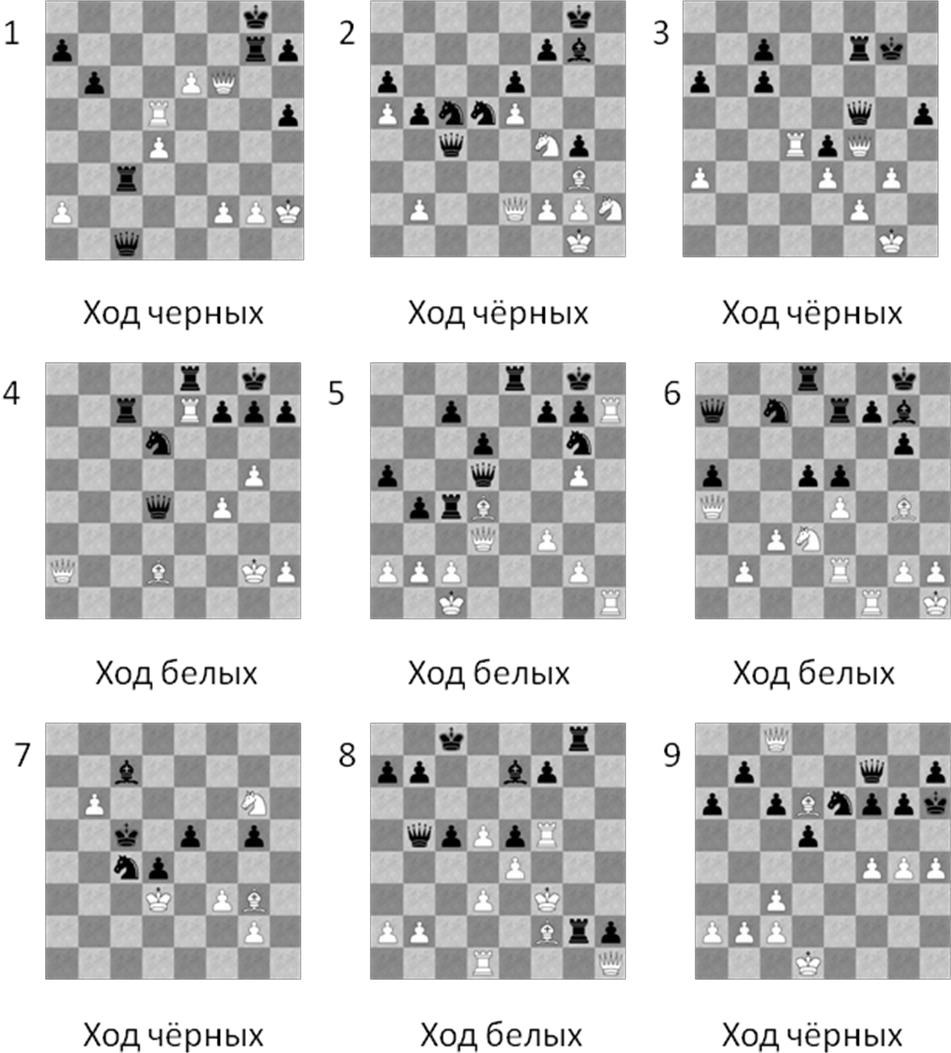 1 2 3
Ход черных Ход чёрных Ход чёрных
4 5 6
Ход белых Ход белых Ход белых
7 8 9
Ход чёрных Ход белых Ход чёрных